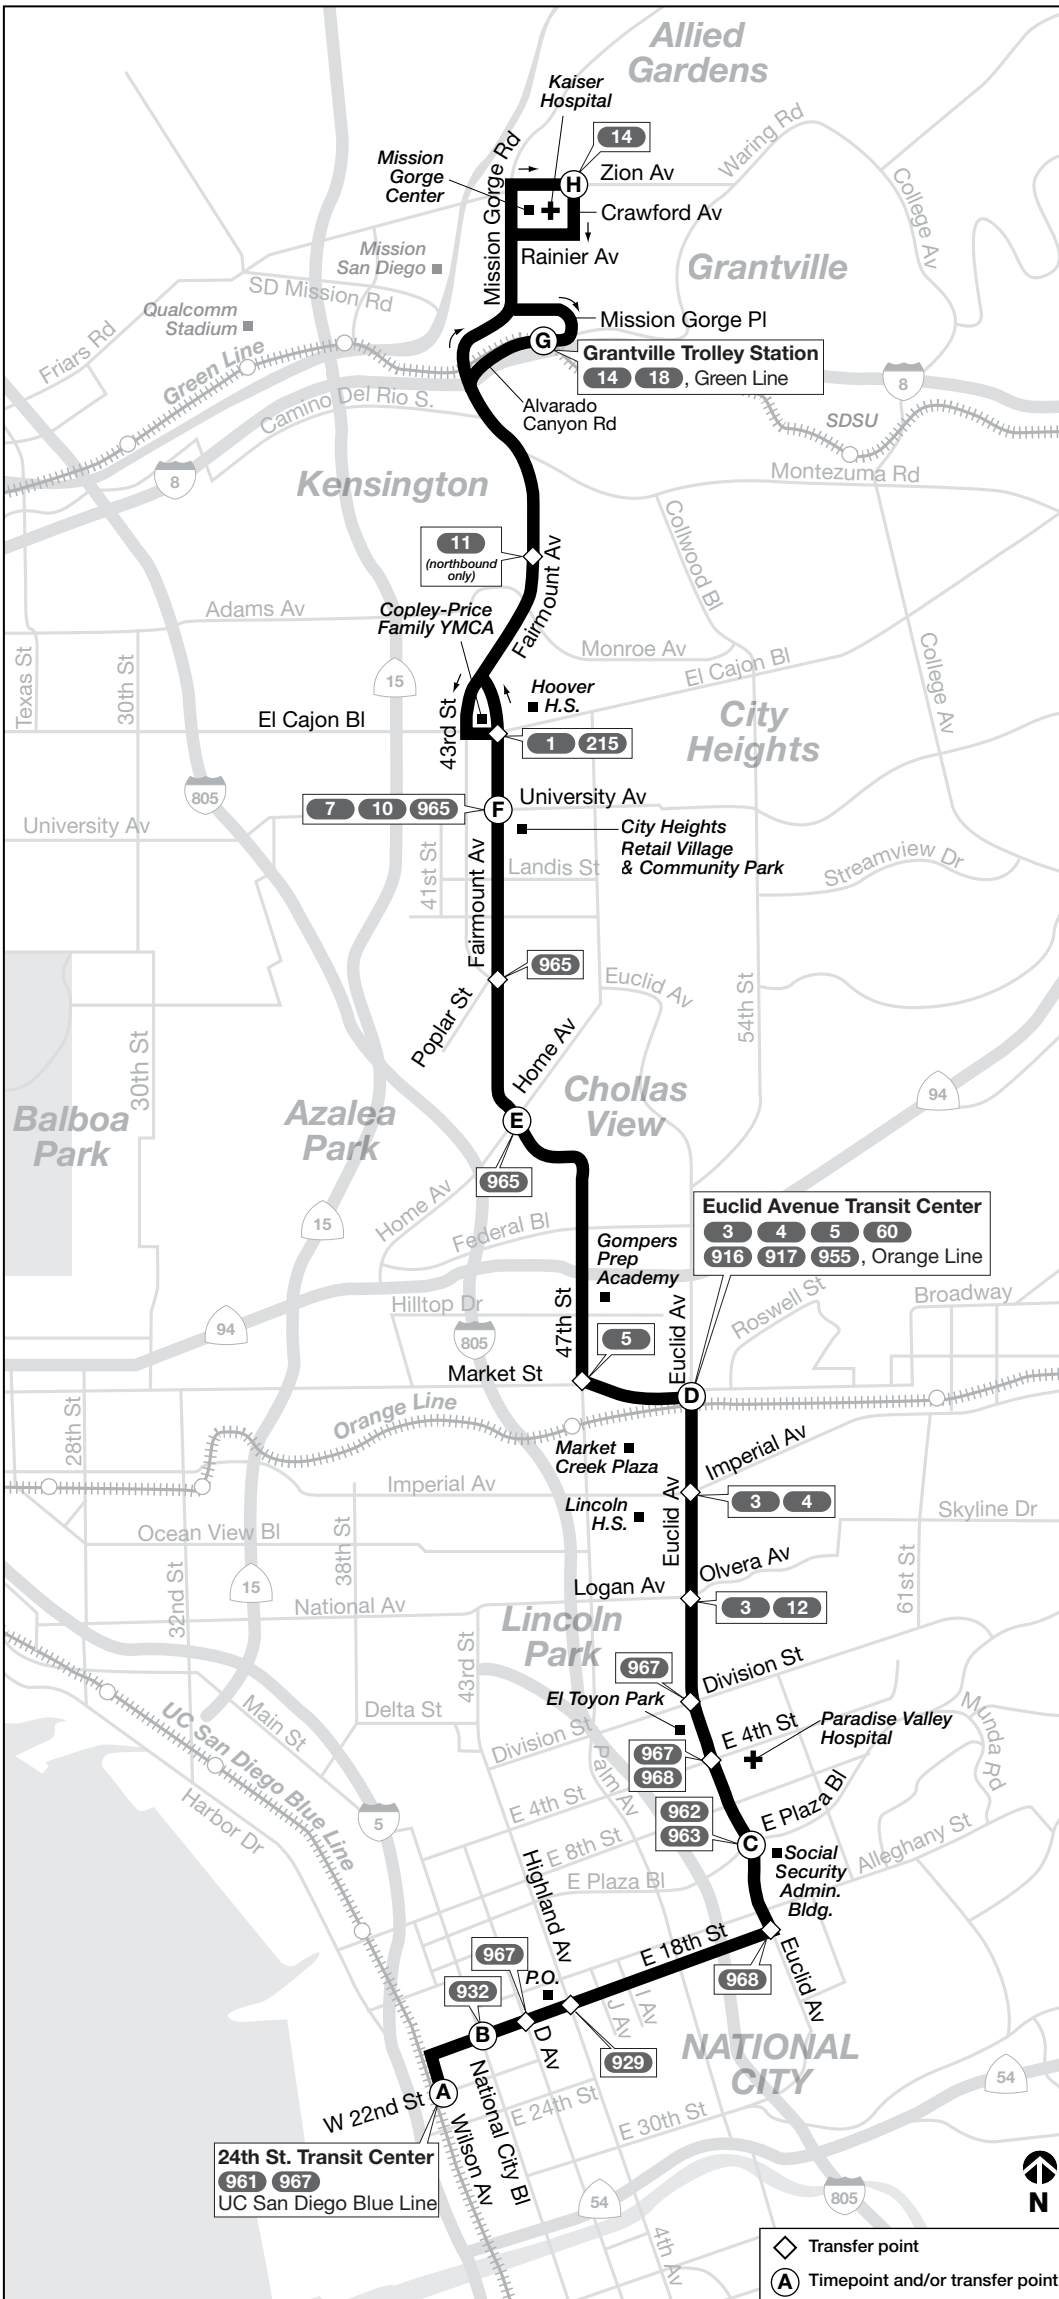 Allied
Gardens
Kaiser
Hospital
14
Mission
Gorge
Center
Mission Gorge Rd
H
Zion Av
Waring Rd
College Av
Crawford Av
Rainier Av
Mission
San Diego
SD Mission Rd
Grantville
Qualcomm
Stadium
Friars Rd
Green Line
Mission Gorge Pl
G
Grantville Trolley Station
14 18 , Green Line
8
Camino Del Rio S.
Alvarado
Canyon Rd
SDSU
Montezuma Rd
8
Kensington
Collwood Bl
11
(northbound
only)
Fairmount Av
Adams Av
Copley-Price
Family YMCA
Monroe Av
El Cajon Bl
College Av
Texas St
30th St
15
Hoover
H.S.
City
Heights
El Cajon Bl
43rd St
1 215
805
7 10 965
F
University Av
University Av
City Heights
Retail Village
& Community Park
41st St
Fairmount Av
Landis St
Streamview Dr
965
Euclid Av
54th St
Poplar St
Home Av
30th St
Balboa
Park
Azalea
Park
Chollas
View
94
E
965
15
Home Av
Federal Bl
Euclid Avenue Transit Center
3 4 5 60
916 917 955 , Orange Line
Gompers
Prep
Academy
94
Hilltop Dr
805
47th St
5
Euclid Av
Roswell St
Broadway
Market St
D
28th St
Orange Line
Market
Creek Plaza
Imperial Av
Imperial Av
3 4
Lincoln
H.S.
Euclid Av
Skyline Dr
Ocean View Bl
38th St
32nd St
15
Olvera Av
Logan Av
61st St
National Av
3 12
Lincoln
Park
43rd St
967
Division St
El Toyon Park
Delta St
Main St
UC San Diego Blue Line
Harbor Dr
Division St
Palm Av
E 4th St
Paradise Valley
Hospital
Munda Rd
967
968
E Plaza Bl
962
963
C
5
E 4th St
E 8th St
E Plaza Bl
Social
Security
Admin.
Bldg.
Alleghany St
Highland Av
E 18th St
967
P.O.
968
Euclid Av
932
B
D Av
J Av
I Av
929
NATIONAL
CITY
54
W 22nd St
A
National City Bl
Wilson Av
E 24th St
E 30th St
24th St. Transit Center
961 967
UC San Diego Blue Line
54
805
N
4th Av
Transfer point
A Timepoint and/or transfer point